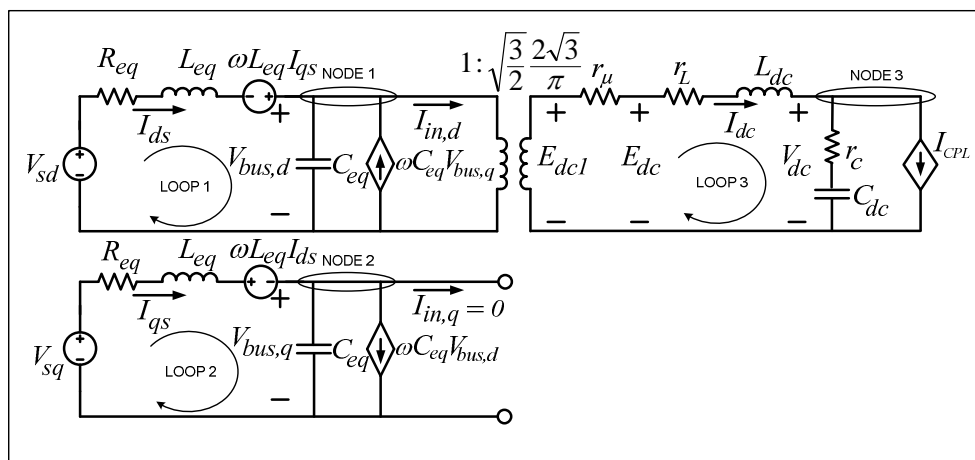 R_eq L_eq ωL_eq I_qs NODE 1 1:√(3/2) 2√3/π r_μ r_L L_dc NODE 3
- + + I_ds I_in,d + + I_dc +
V_sd + - LOOP 1 V_bus,d C_eq ωC_eq V_bus,q E_dc1 E_dc LOOP 3 V_dc r_c I_CPL
C_dc
- - - -
R_eq L_eq ωL_eq I_ds NODE 2
+ - + I_qs I_in,q = 0
V_sq + - LOOP 2 V_bus,q C_eq ωC_eq V_bus,d
-